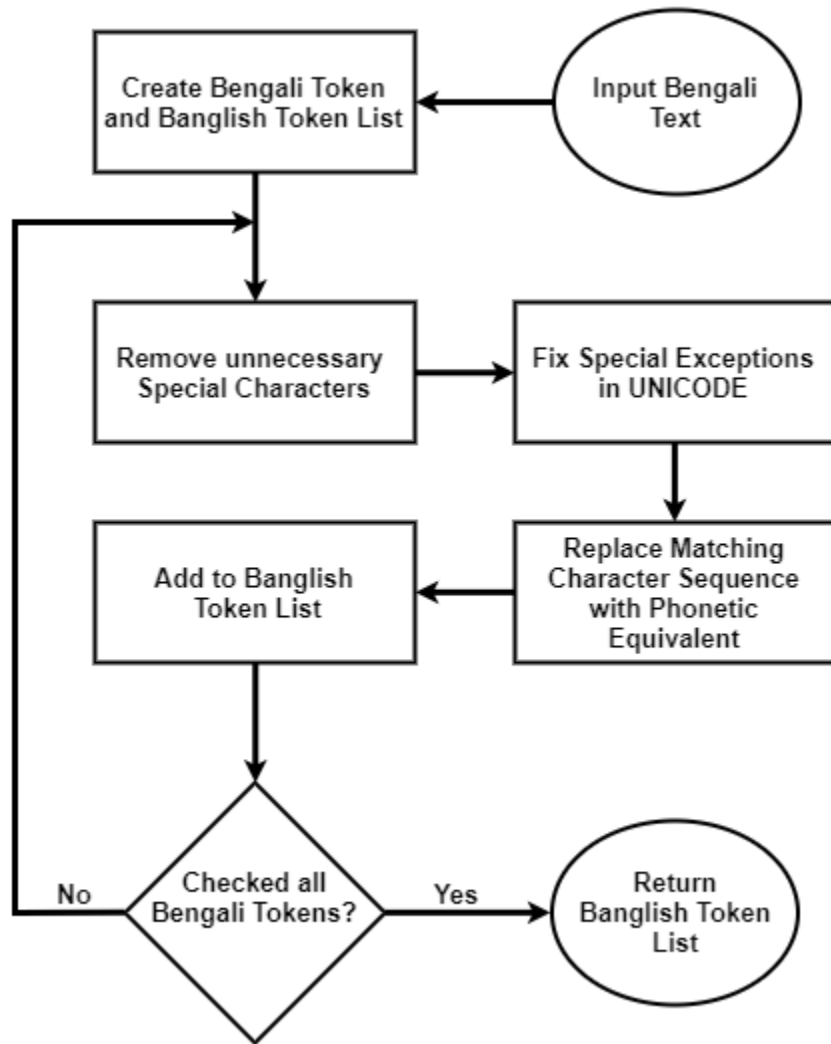 Input Bengali
Text
Create Bengali Token
and Banglish Token List
Remove unnecessary
Special Characters
Fix Special Exceptions
in UNICODE
Replace Matching
Character Sequence
with Phonetic
Equivalent
Add to Banglish
Token List
Checked all
Bengali Tokens?
No
Yes
Return
Banglish Token
List